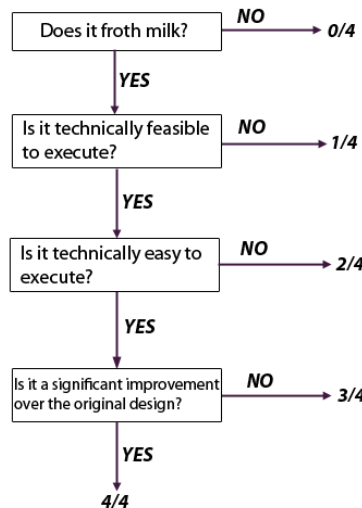 Does it froth milk?
NO
0/4
YES
Is it technically feasible
to execute?
NO
1/4
YES
Is it technically easy to
execute?
NO
2/4
YES
Is it a significant improvement
over the original design?
NO
3/4
YES
4/4